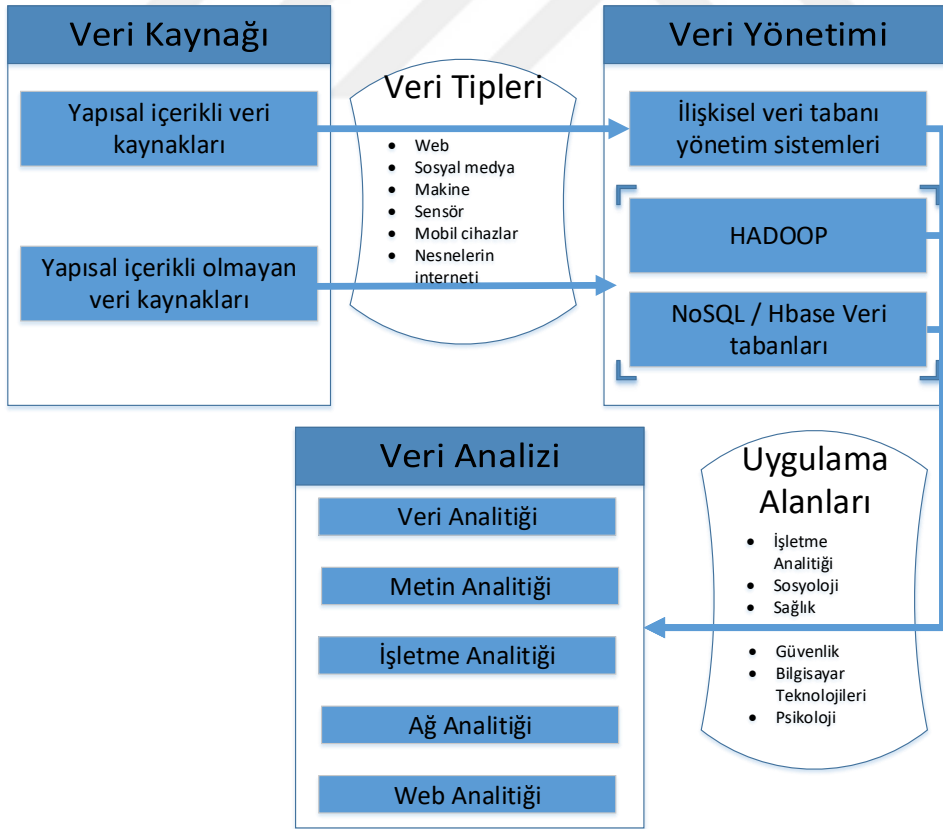 Veri Kaynağı
Yapısal içerikli veri
kaynakları
Yapısal içerikli olmayan
veri kaynakları
Veri Tipleri
• Web
• Sosyal medya
• Makine
• Sensör
• Mobil cihazlar
• Nesnelerin
interneti
Veri Yönetimi
İlişkisel veri tabanı
yönetim sistemleri
HADOOP
NoSQL / Hbase Veri
tabanları
Veri Analizi
Veri Analitiği
Metin Analitiği
İşletme Analitiği
Ağ Analitiği
Web Analitiği
Uygulama
Alanları
• İşletme
Analitiği
• Sosyoloji
• Sağlık
• Güvenlik
• Bilgisayar
Teknolojileri
• Psikoloji